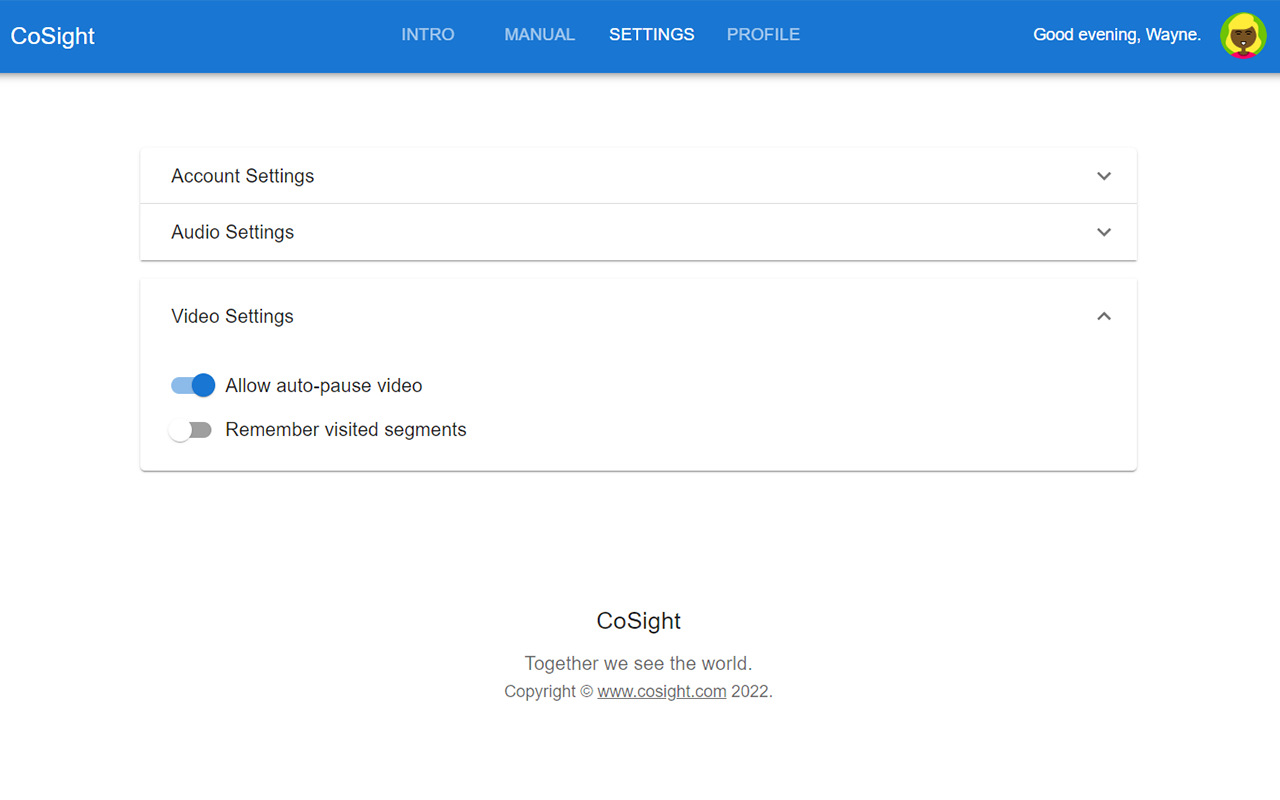 CoSight
INTRO MANUAL SETTINGS PROFILE
Good evening, Wayne.
Account Settings
Audio Settings
Video Settings
Allow auto-pause video
Remember visited segments
CoSight
Together we see the world.
Copyright © www.cosight.com 2022.